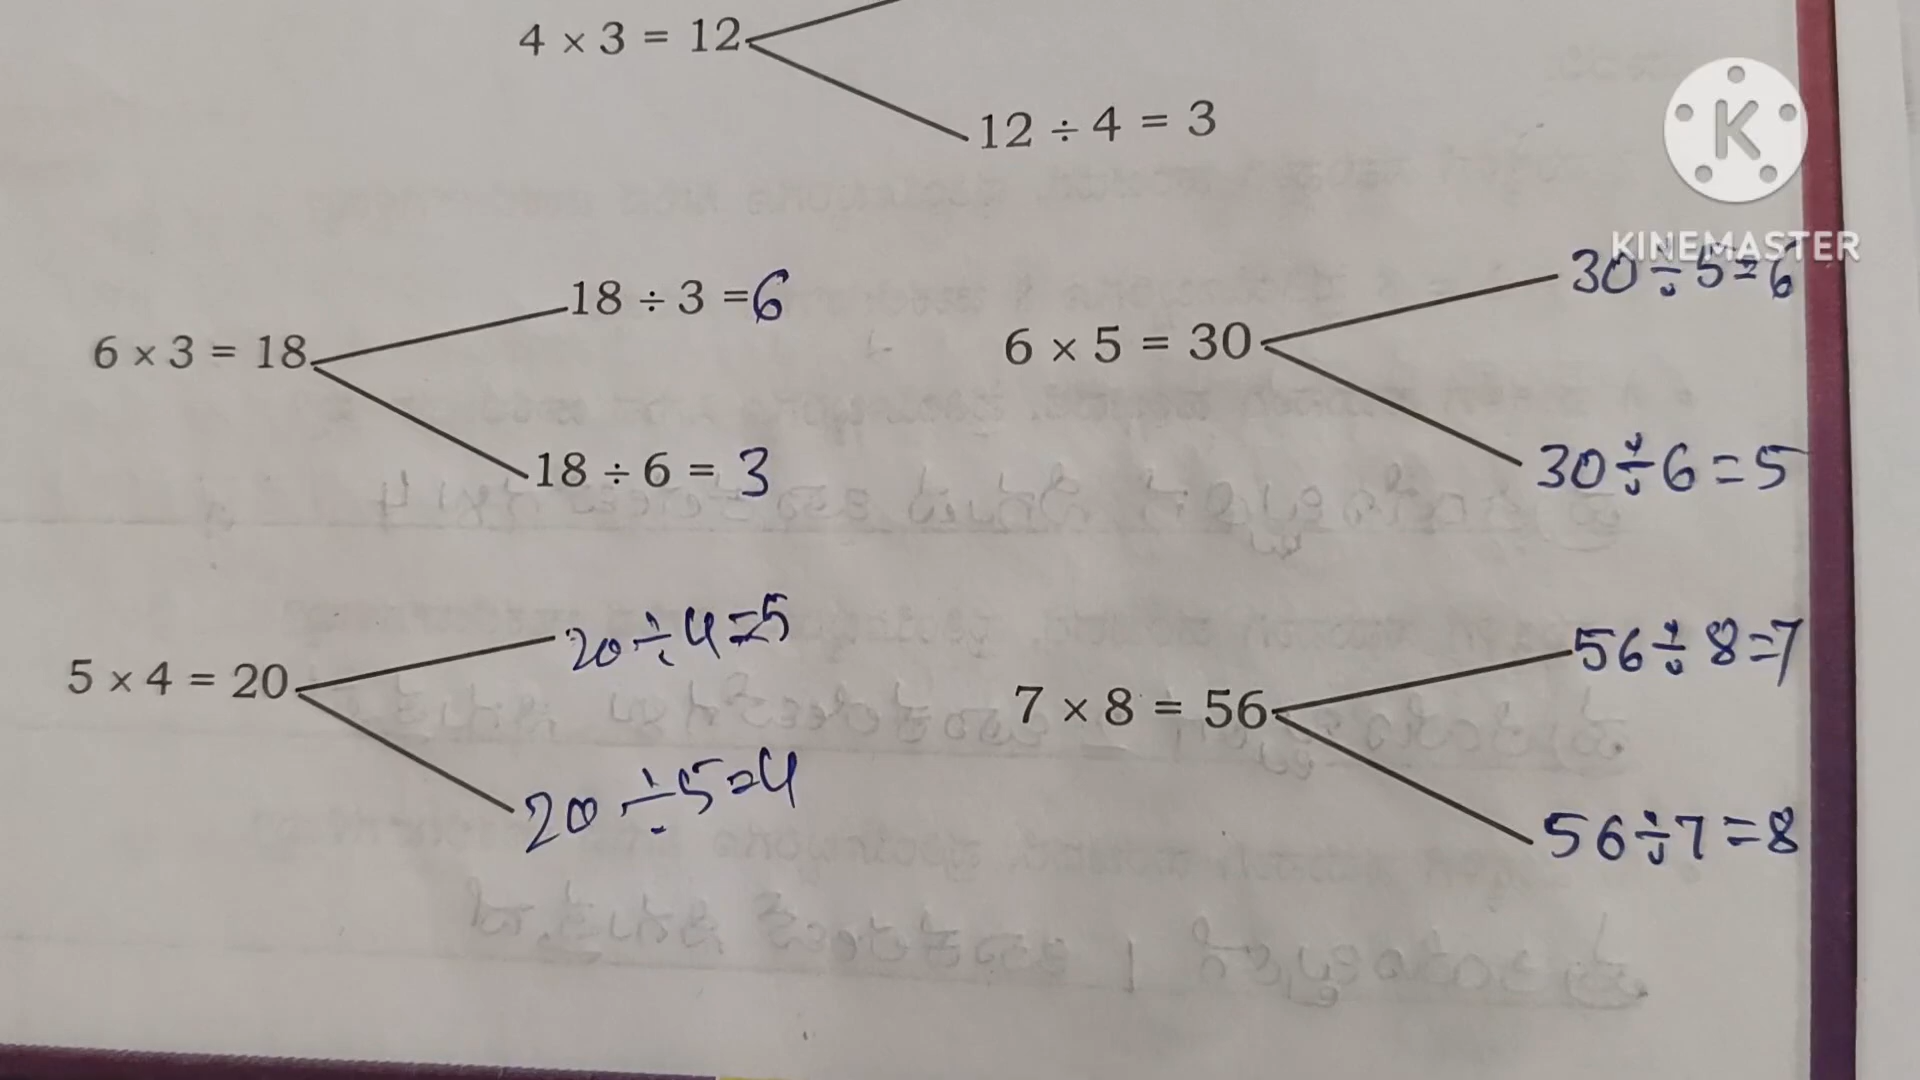 4 × 3 = 12
12 ÷ 4 = 3
K
KINEMASTER
6 × 3 = 18
18 ÷ 3 = 6
18 ÷ 6 = 3
6 × 5 = 30
30 ÷ 5 = 6
30 ÷ 6 = 5
5 × 4 = 20
20 ÷ 4 = 5
20 ÷ 5 = 4
7 × 8 = 56
56 ÷ 8 = 7
56 ÷ 7 = 8